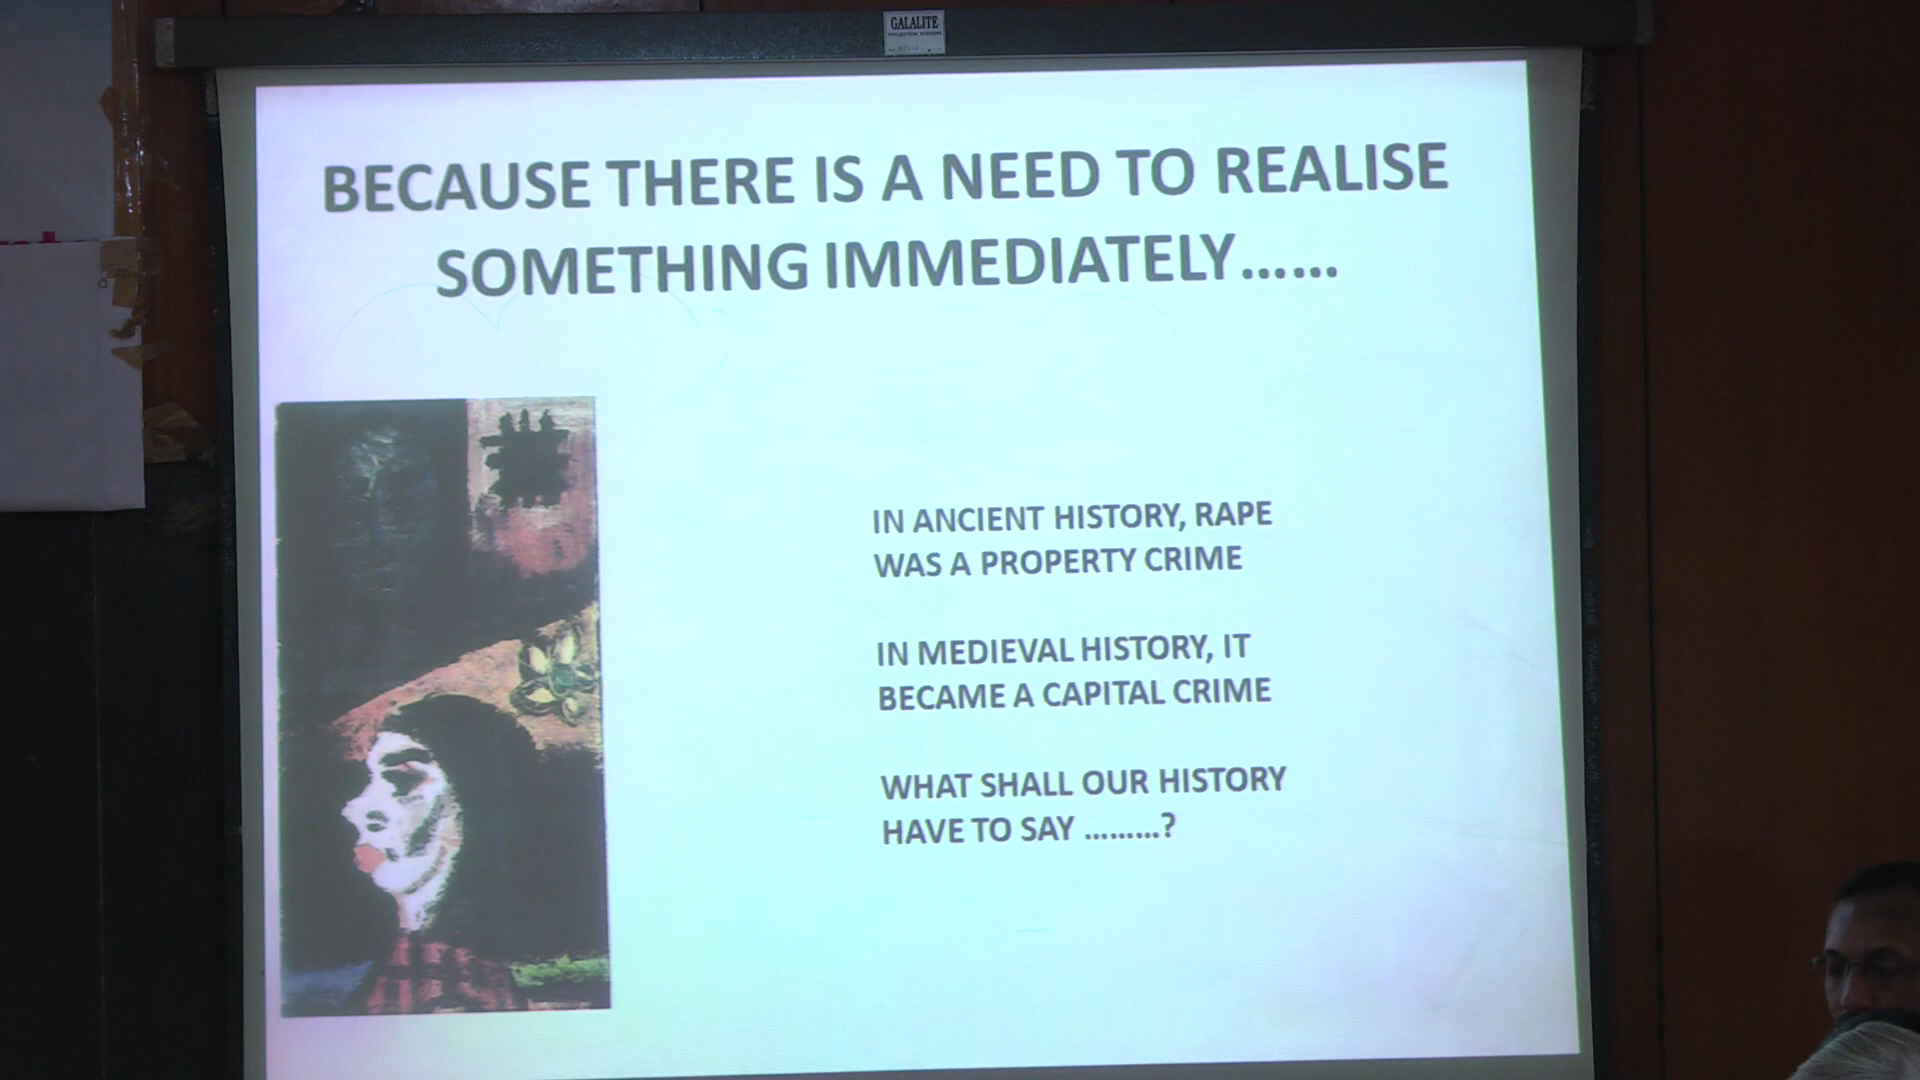 GALALITE
BECAUSE THERE IS A NEED TO REALISE
SOMETHING IMMEDIATELY......
IN ANCIENT HISTORY, RAPE
WAS A PROPERTY CRIME
IN MEDIEVAL HISTORY, IT
BECAME A CAPITAL CRIME
WHAT SHALL OUR HISTORY
HAVE TO SAY .........?